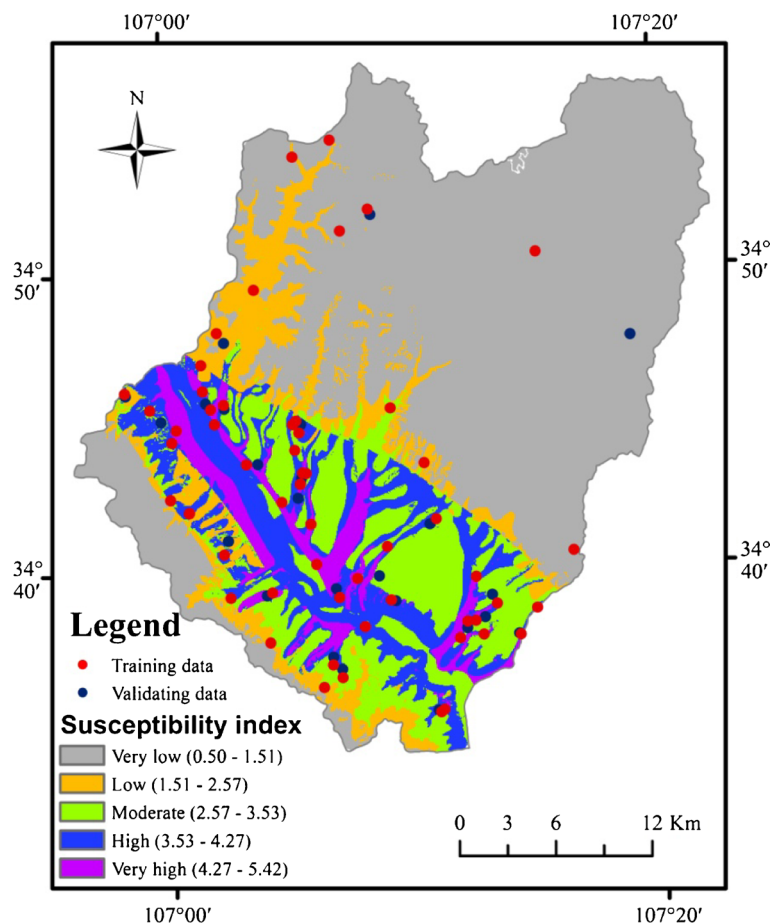 107°00′ 107°20′
N
34°
50′
34°
50′
34°
40′
34°
40′
Legend
Training data
Validating data
Susceptibility index
Very low (0.50 - 1.51)
Low (1.51 - 2.57)
Moderate (2.57 - 3.53)
High (3.53 - 4.27)
Very high (4.27 - 5.42)
0 3 6 12 Km
107°00′ 107°20′